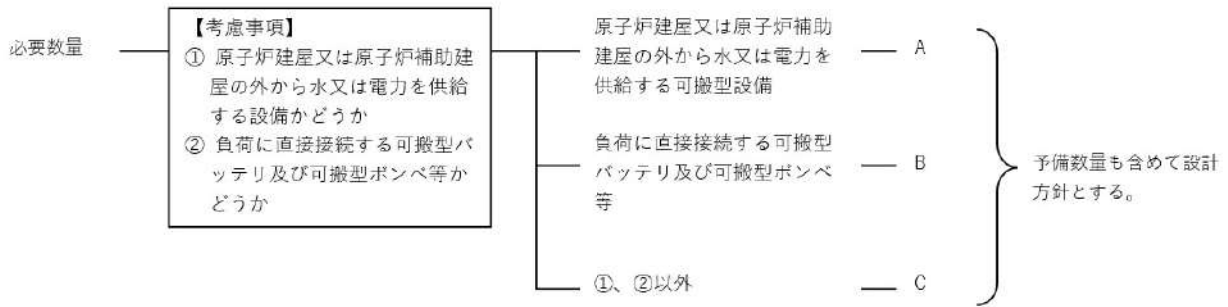 必要数量
【考慮事項】
① 原子炉建屋又は原子炉補助建
屋の外から水又は電力を供給
する設備かどうか
② 負荷に直接接続する可搬型バ
ッテリ及び可搬型ボンベ等か
どうか
原子炉建屋又は原子炉補助
建屋の外から水又は電力を
供給する可搬型設備
A
負荷に直接接続する可搬型
バッテリ及び可搬型ボンベ
等
B
①、②以外
C
予備数量も含めて設計
方針とする。